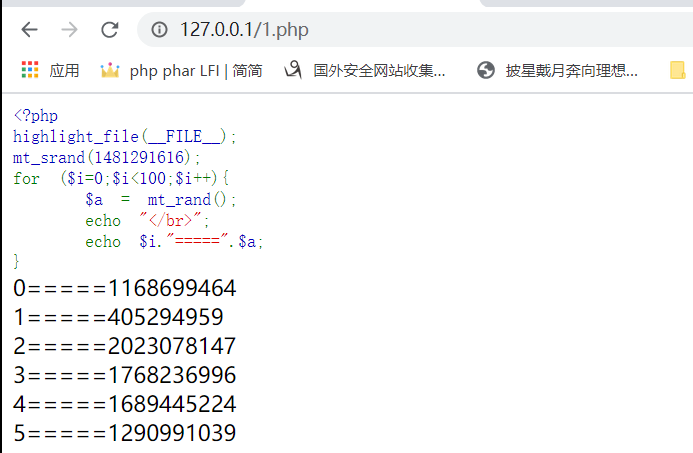 127.0.0.1/1.php
应用 php phar LFI | 简简 国外安全网站收集... 披星戴月奔向理想...
<?php
highlight_file(__FILE__);
mt_srand(1481291616);
for ($i=0;$i<100;$i++){
$a = mt_rand();
echo "</br>";
echo $i."=====".$a;
}
0=====1168699464
1=====405294959
2=====2023078147
3=====1768236996
4=====1689445224
5=====1290991039